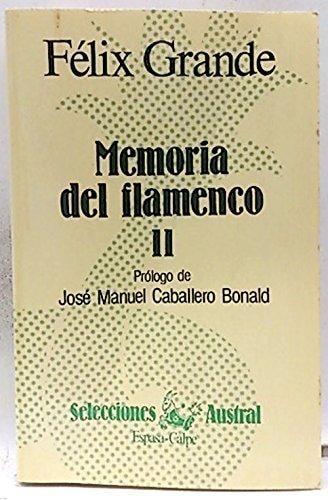 Félix Grande
Memoria
del flamenco
II
Prólogo de
José Manuel Caballero Bonald
Selecciones Austral
Espasa-Calpe